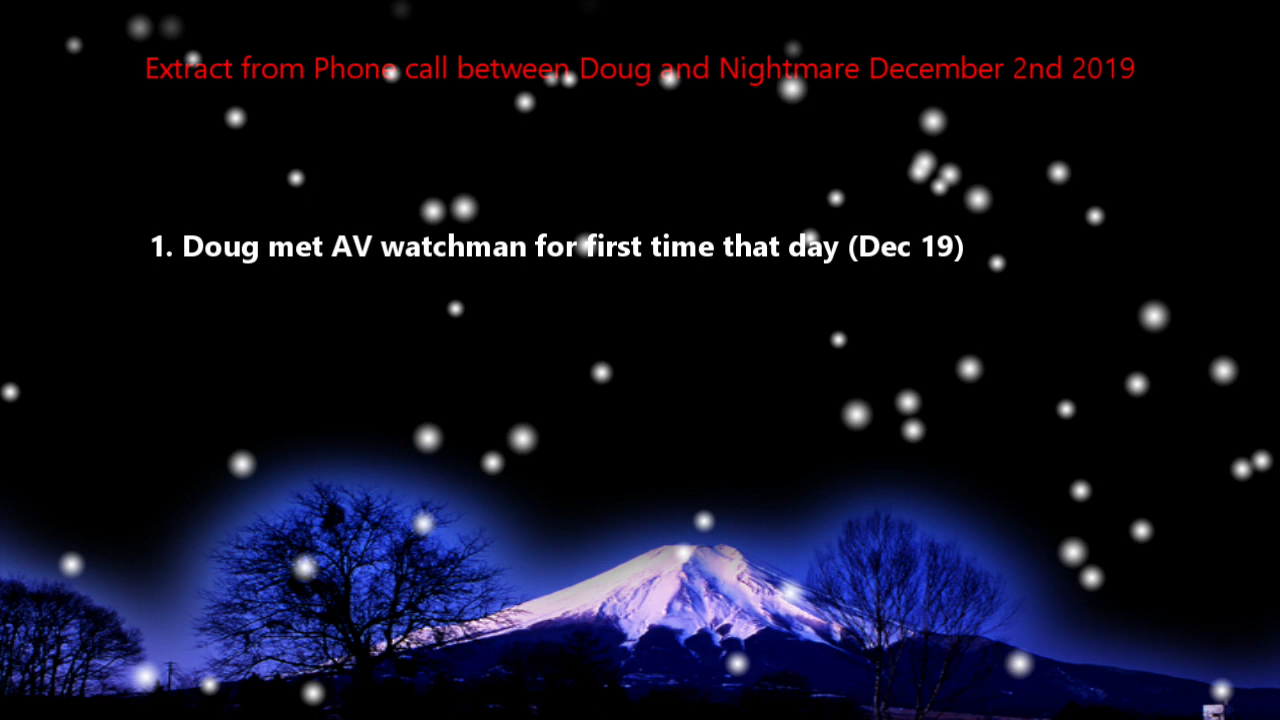 Extract from Phone call between Doug and Nightmare December 2nd 2019
1. Doug met AV watchman for first time that day (Dec 19)